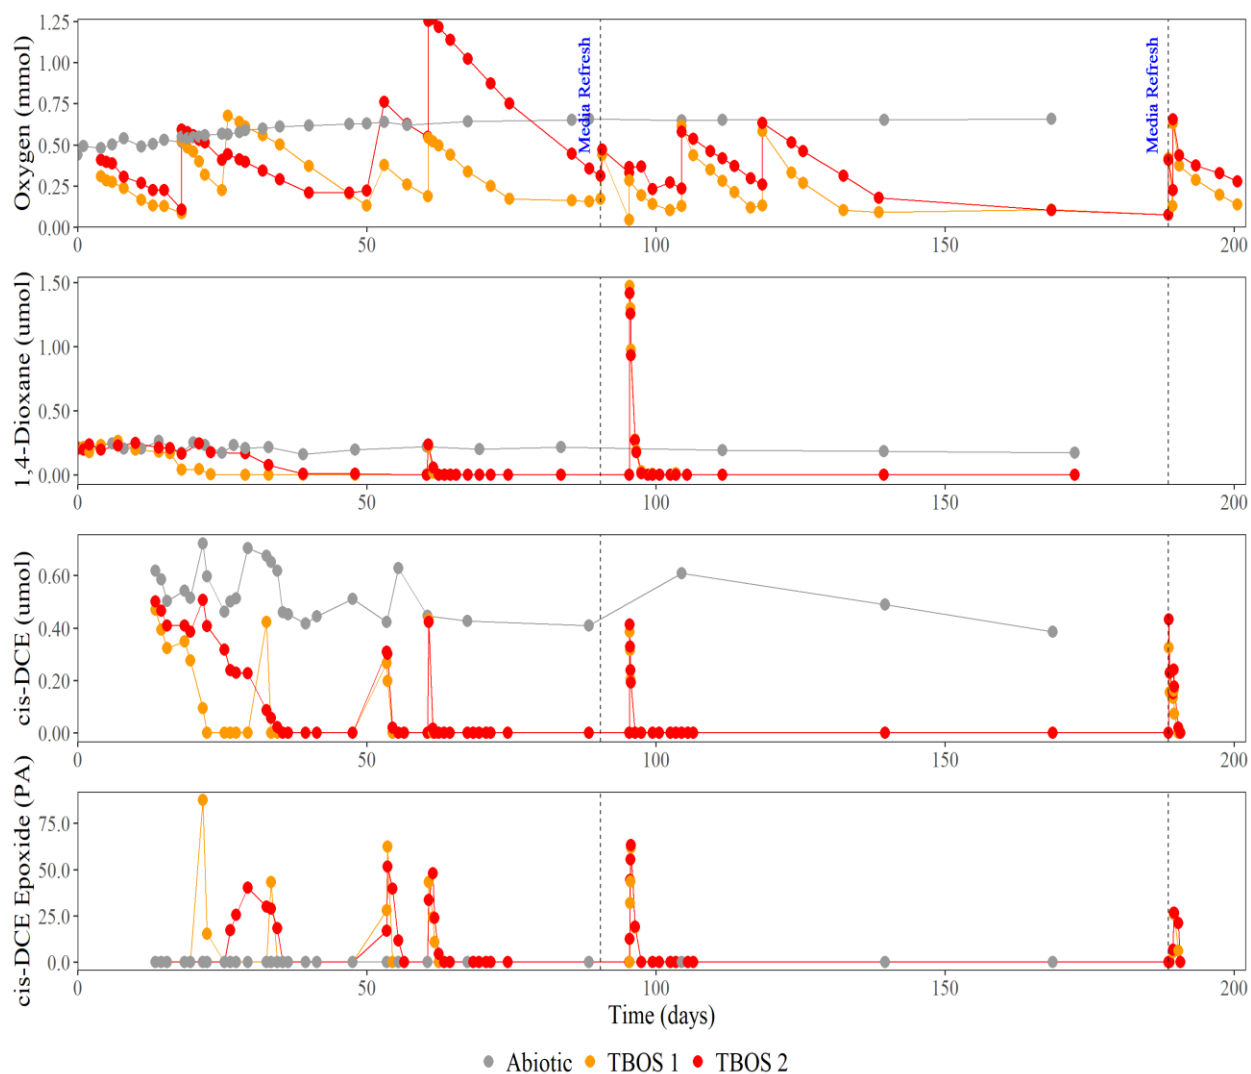 Oxygen (mmol)
1.25
1.00
0.75
0.50
0.25
0.00
Media Refresh
Media Refresh
0 50 100 150 200
1,4-Dioxane (umol)
1.50
1.00
0.50
0.00
0 50 100 150 200
cis-DCE (umol)
0.60
0.40
0.20
0.00
0 50 100 150 200
cis-DCE Epoxide (PA)
75.0
50.0
25.0
0.0
0 50 100 150 200
Time (days)
Abiotic TBOS 1 TBOS 2